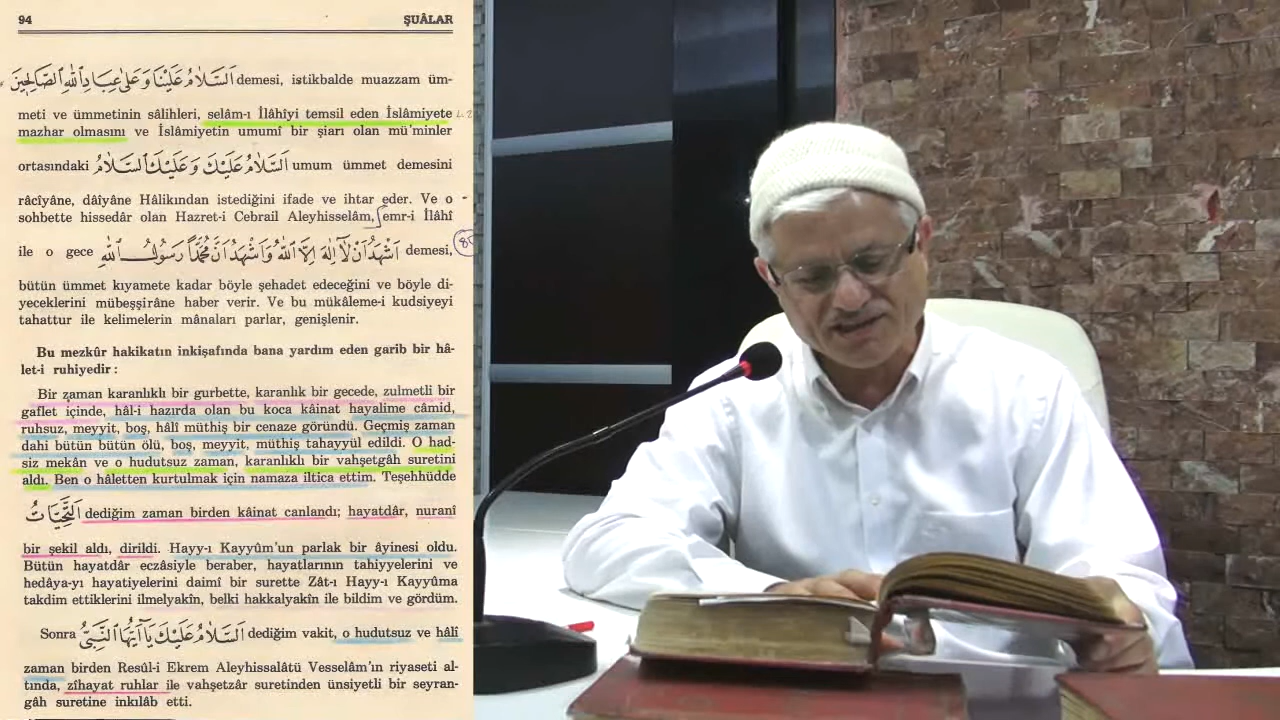 94 ŞUÂLAR
اَلسَّلَامُ عَلَيْنَا وَ عَلٰى عِبَادِ اللّٰهِ الصَّالِحِينَ demesi, istikbalde muazzam üm-
meti ve ümmetinin sâlihleri, selâm-ı İlâhîyi temsil eden İslâmiyete
mazhar olmasını ve İslâmiyetin umumî bir şiarı olan mü'minler
ortasındaki اَلسَّلَامُ عَلَيْكَ وَ عَلَيْكَ السَّلَامُ umum ümmet demesini
râcîyâne, dâîyâne Hâlikından istediğini ifade ve ihtar eder. Ve o
sohbette hissedâr olan Hazret-i Cebrail Aleyhisselâm, emr-i İlâhî
ile o gece اَشْهَدُ اَنْ لَٓا اِلٰهَ اِلَّا اللّٰهُ وَ اَشْهَدُ اَنَّ مُحَمَّدًا رَسُولُ اللّٰهِ demesi,
bütün ümmet kıyamete kadar böyle şehadet edeceğini ve böyle di-
yeceklerini mübeşşirâne haber verir. Ve bu mükâleme-i kudsiyeyi
tahattur ile kelimelerin mânaları parlar, genişlenir.
Bu mezkûr hakikatın inkişafında bana yardım eden garib bir hâ-
let-i ruhiyedir :
Bir zaman karanlıklı bir gurbette, karanlık bir gecede, zulmetli bir
gaflet içinde, hâl-i hazırda olan bu koca kâinat hayalime câmid,
ruhsuz, meyyit, boş, hâlî müthiş bir cenaze göründü. Geçmiş zaman
dahi bütün bütün ölü, boş, meyyit, müthiş tahayyül edildi. O had-
siz mekân ve o hudutsuz zaman, karanlıklı bir vahşetgâh suretini
aldı. Ben o hâletten kurtulmak için namaza iltica ettim. Teşehhüdde
اَلتَّحِيَّاتُ dediğim zaman birden kâinat canlandı; hayatdâr, nuranî
bir şekil aldı, dirildi. Hayy-ı Kayyûm'un parlak bir âyinesi oldu.
Bütün hayatdâr eczâsiyle beraber, hayatlarının tahiyyelerini ve
hedâya-yı hayatiyelerini daimî bir surette Zât-ı Hayy-ı Kayyûma
takdim ettiklerini ilmelyakîn, belki hakkalyakîn ile bildim ve gördüm.
Sonra اَلسَّلَامُ عَلَيْكَ يَٓا اَيُّهَا النَّبِىُّ dediğim vakit, o hudutsuz ve hâlî
zaman birden Resûl-i Ekrem Aleyhissalâtü Vesselâm'ın riyaseti al-
tında, zîhayat ruhlar ile vahşetzâr suretinden ünsiyetli bir seyran-
gâh suretine inkılâb etti.